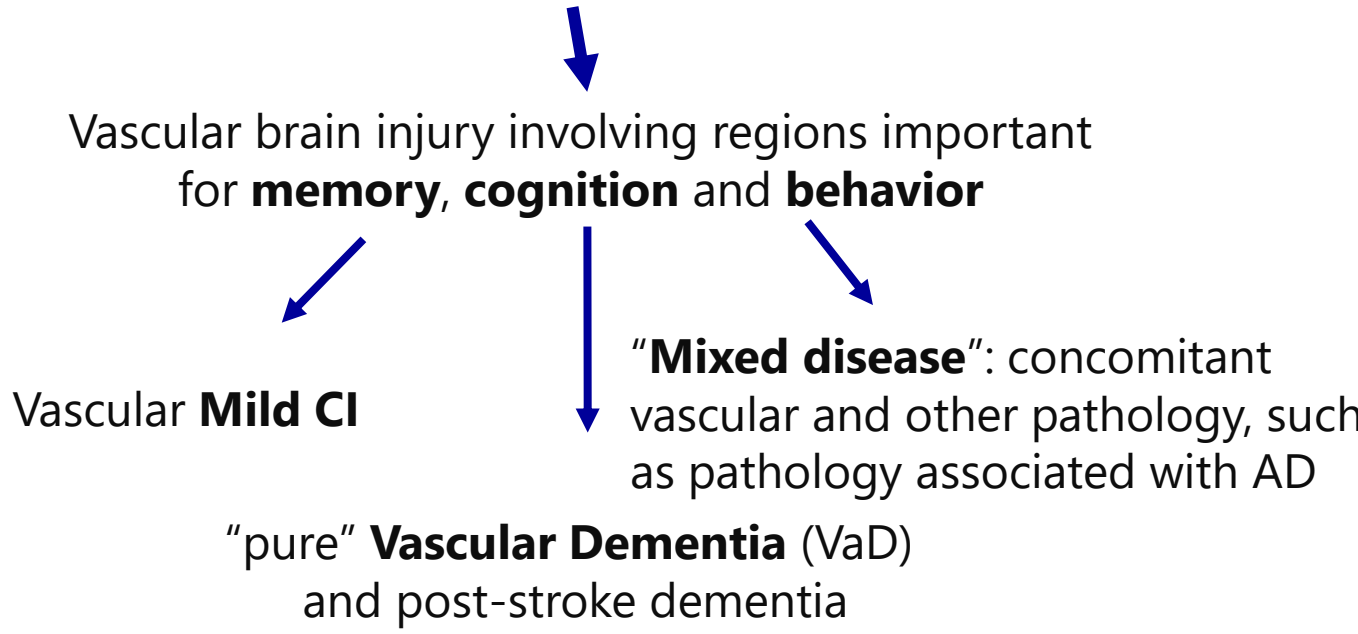 Vascular brain injury involving regions important
for memory, cognition and behavior
Vascular Mild CI
“Mixed disease”: concomitant
vascular and other pathology, such
as pathology associated with AD
“pure” Vascular Dementia (VaD)
and post-stroke dementia